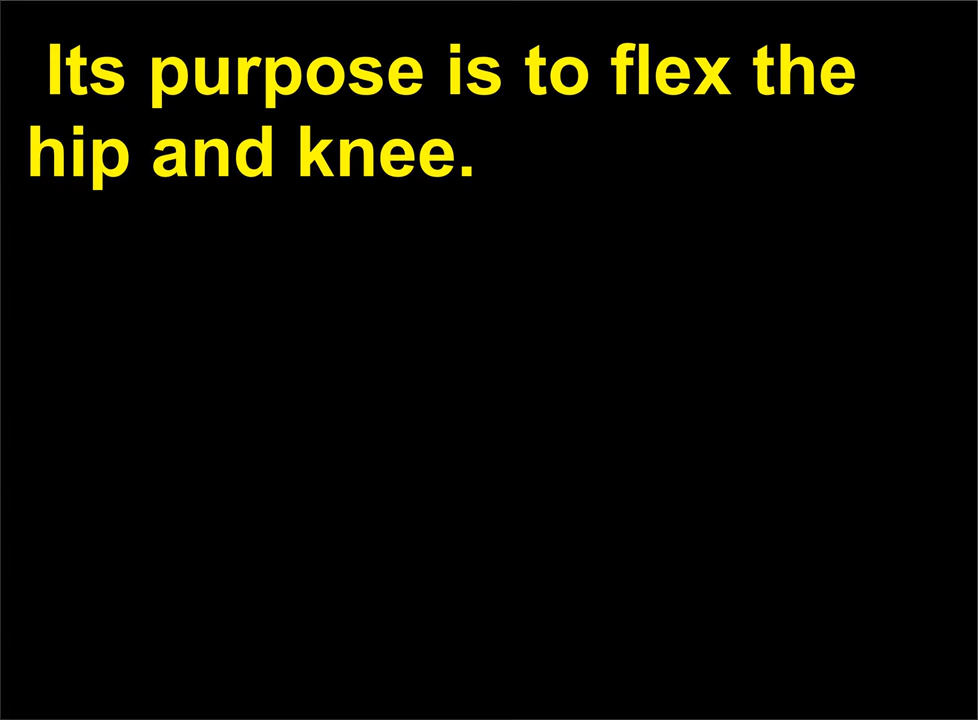 Its purpose is to flex the
hip and knee.